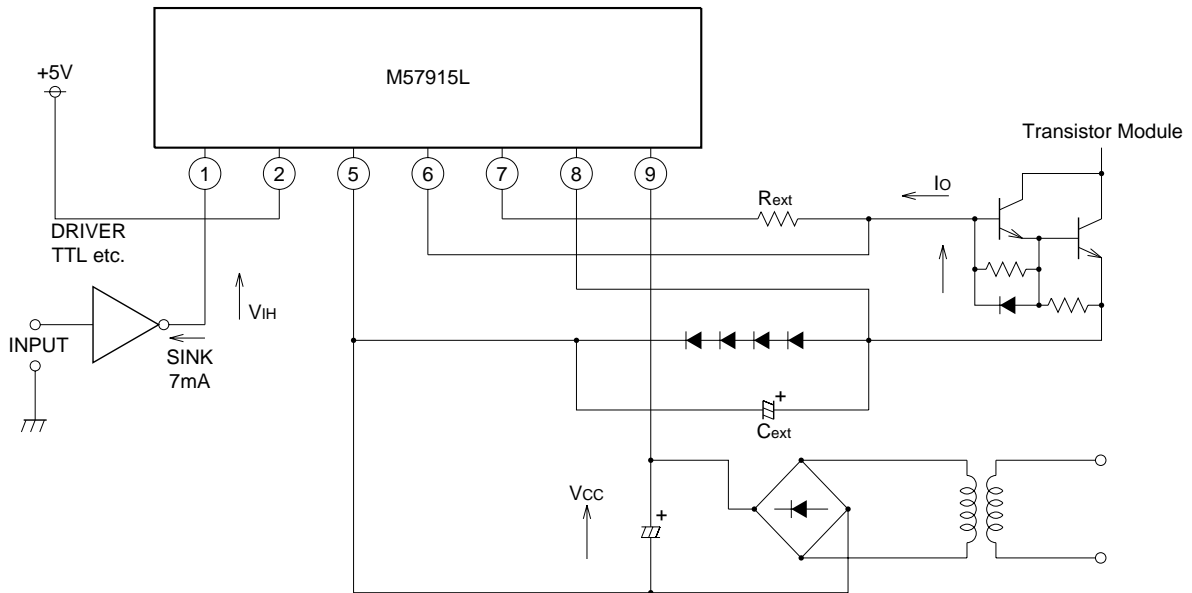 M57915L
+5V
Transistor Module
1 2 5 6 7 8 9
IO
Rext
DRIVER
TTL etc.
VIH
INPUT
SINK
7mA
+
Cext
VCC
+